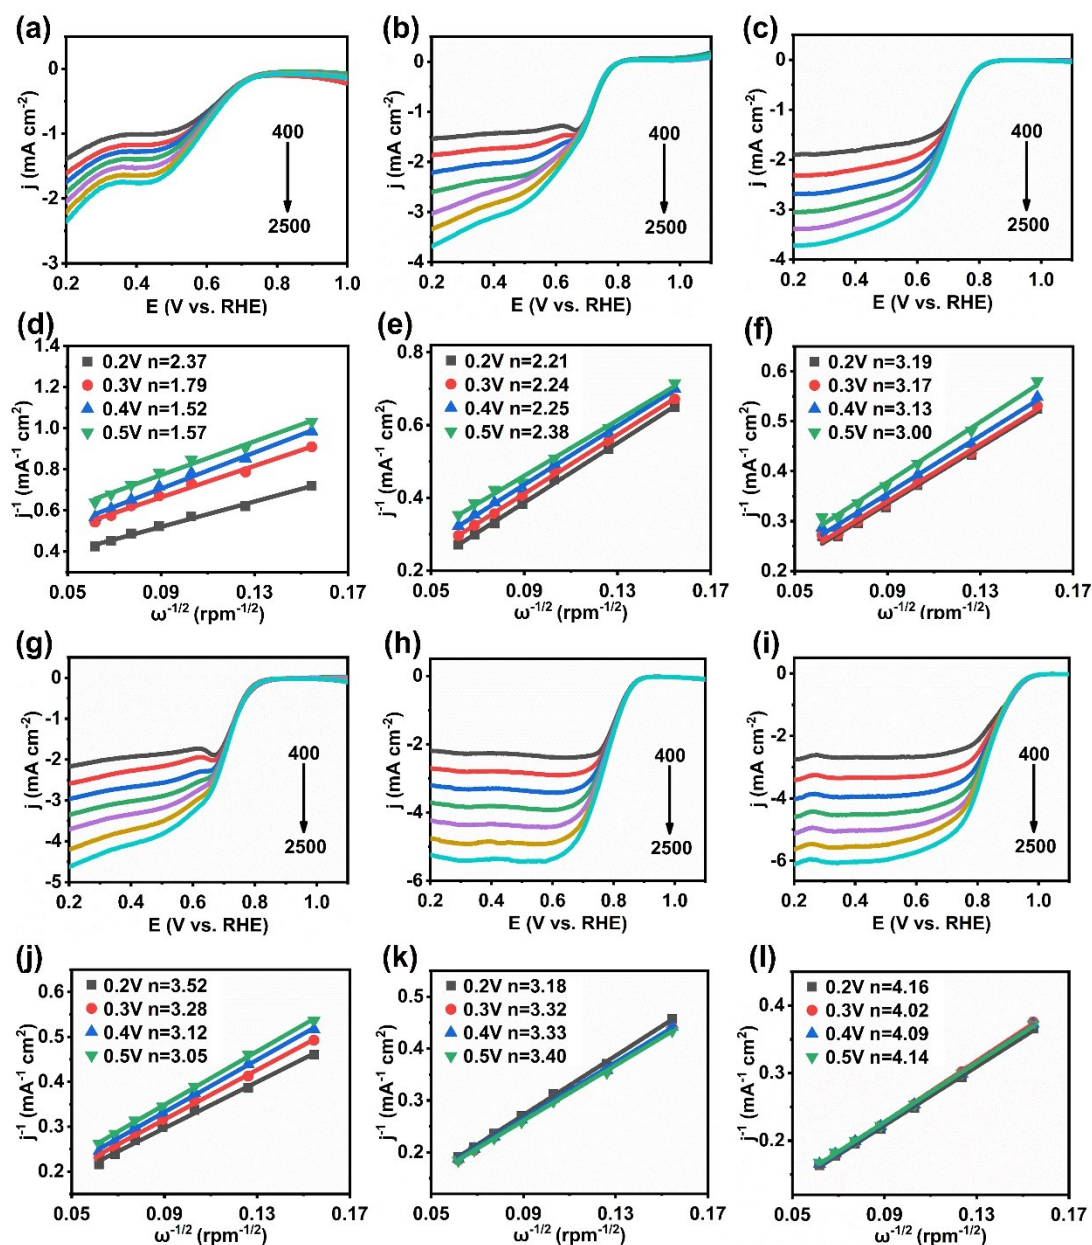 (a)
0
-1
-2
-3
j (mA cm⁻²)
400
2500
0.2 0.4 0.6 0.8 1.0
E (V vs. RHE)
(b)
0
-1
-2
-3
-4
j (mA cm⁻²)
400
2500
0.2 0.4 0.6 0.8 1.0
E (V vs. RHE)
(c)
0
-1
-2
-3
-4
j (mA cm⁻²)
400
2500
0.2 0.4 0.6 0.8 1.0
E (V vs. RHE)
(d)
1.4
1.2
1.0
0.8
0.6
0.4
j⁻¹ (mA⁻¹ cm²)
0.2V n=2.37
0.3V n=1.79
0.4V n=1.52
0.5V n=1.57
0.05 0.09 0.13 0.17
ω⁻¹/² (rpm⁻¹/²)
(e)
0.8
0.6
0.4
0.2
j⁻¹ (mA⁻¹ cm²)
0.2V n=2.21
0.3V n=2.24
0.4V n=2.25
0.5V n=2.38
0.05 0.09 0.13 0.17
ω⁻¹/² (rpm⁻¹/²)
(f)
0.6
0.5
0.4
0.3
0.2
j⁻¹ (mA⁻¹ cm²)
0.2V n=3.19
0.3V n=3.17
0.4V n=3.13
0.5V n=3.00
0.05 0.09 0.13 0.17
ω⁻¹/² (rpm⁻¹/²)
(g)
0
-1
-2
-3
-4
-5
j (mA cm⁻²)
400
2500
0.2 0.4 0.6 0.8 1.0
E (V vs. RHE)
(h)
0
-2
-4
-6
j (mA cm⁻²)
400
2500
0.2 0.4 0.6 0.8 1.0
E (V vs. RHE)
(i)
0
-2
-4
-6
j (mA cm⁻²)
400
2500
0.2 0.4 0.6 0.8 1.0
E (V vs. RHE)
(j)
0.6
0.5
0.4
0.3
0.2
j⁻¹ (mA⁻¹ cm²)
0.2V n=3.52
0.3V n=3.28
0.4V n=3.12
0.5V n=3.05
0.05 0.09 0.13 0.17
ω⁻¹/² (rpm⁻¹/²)
(k)
0.5
0.4
0.3
0.2
j⁻¹ (mA⁻¹ cm²)
0.2V n=3.18
0.3V n=3.32
0.4V n=3.33
0.5V n=3.40
0.05 0.09 0.13 0.17
ω⁻¹/² (rpm⁻¹/²)
(l)
0.4
0.3
0.2
j⁻¹ (mA⁻¹ cm²)
0.2V n=4.16
0.3V n=4.02
0.4V n=4.09
0.5V n=4.14
0.05 0.09 0.13 0.17
ω⁻¹/² (rpm⁻¹/²)